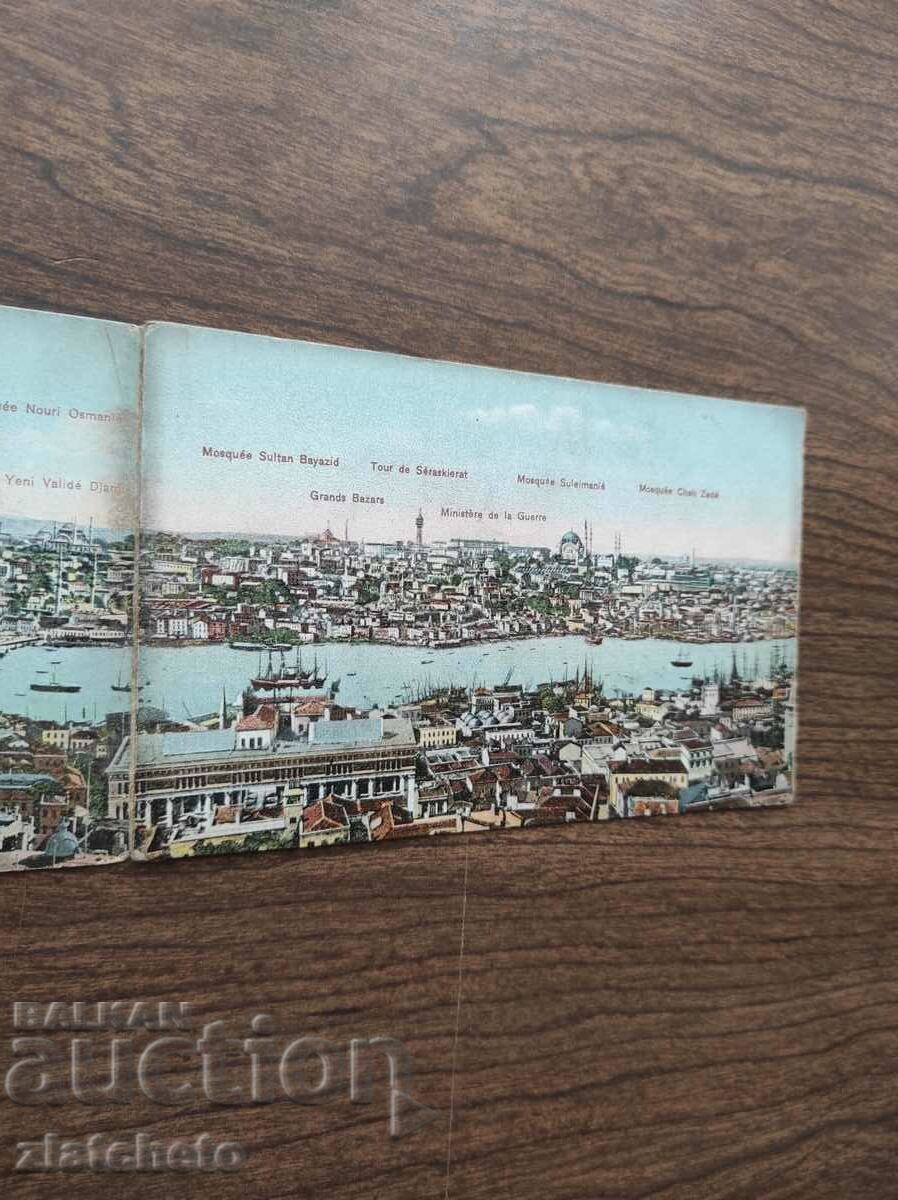 Nouri Osmanié
Yeni Validé Djami
Mosquée Sultan Bayazid
Tour de Séraskierat
Mosquée Suleimanié
Mosquée Chah Zadé
Grands Bazars
Ministère de la Guerre
BALKAN
auction
zlatcheto